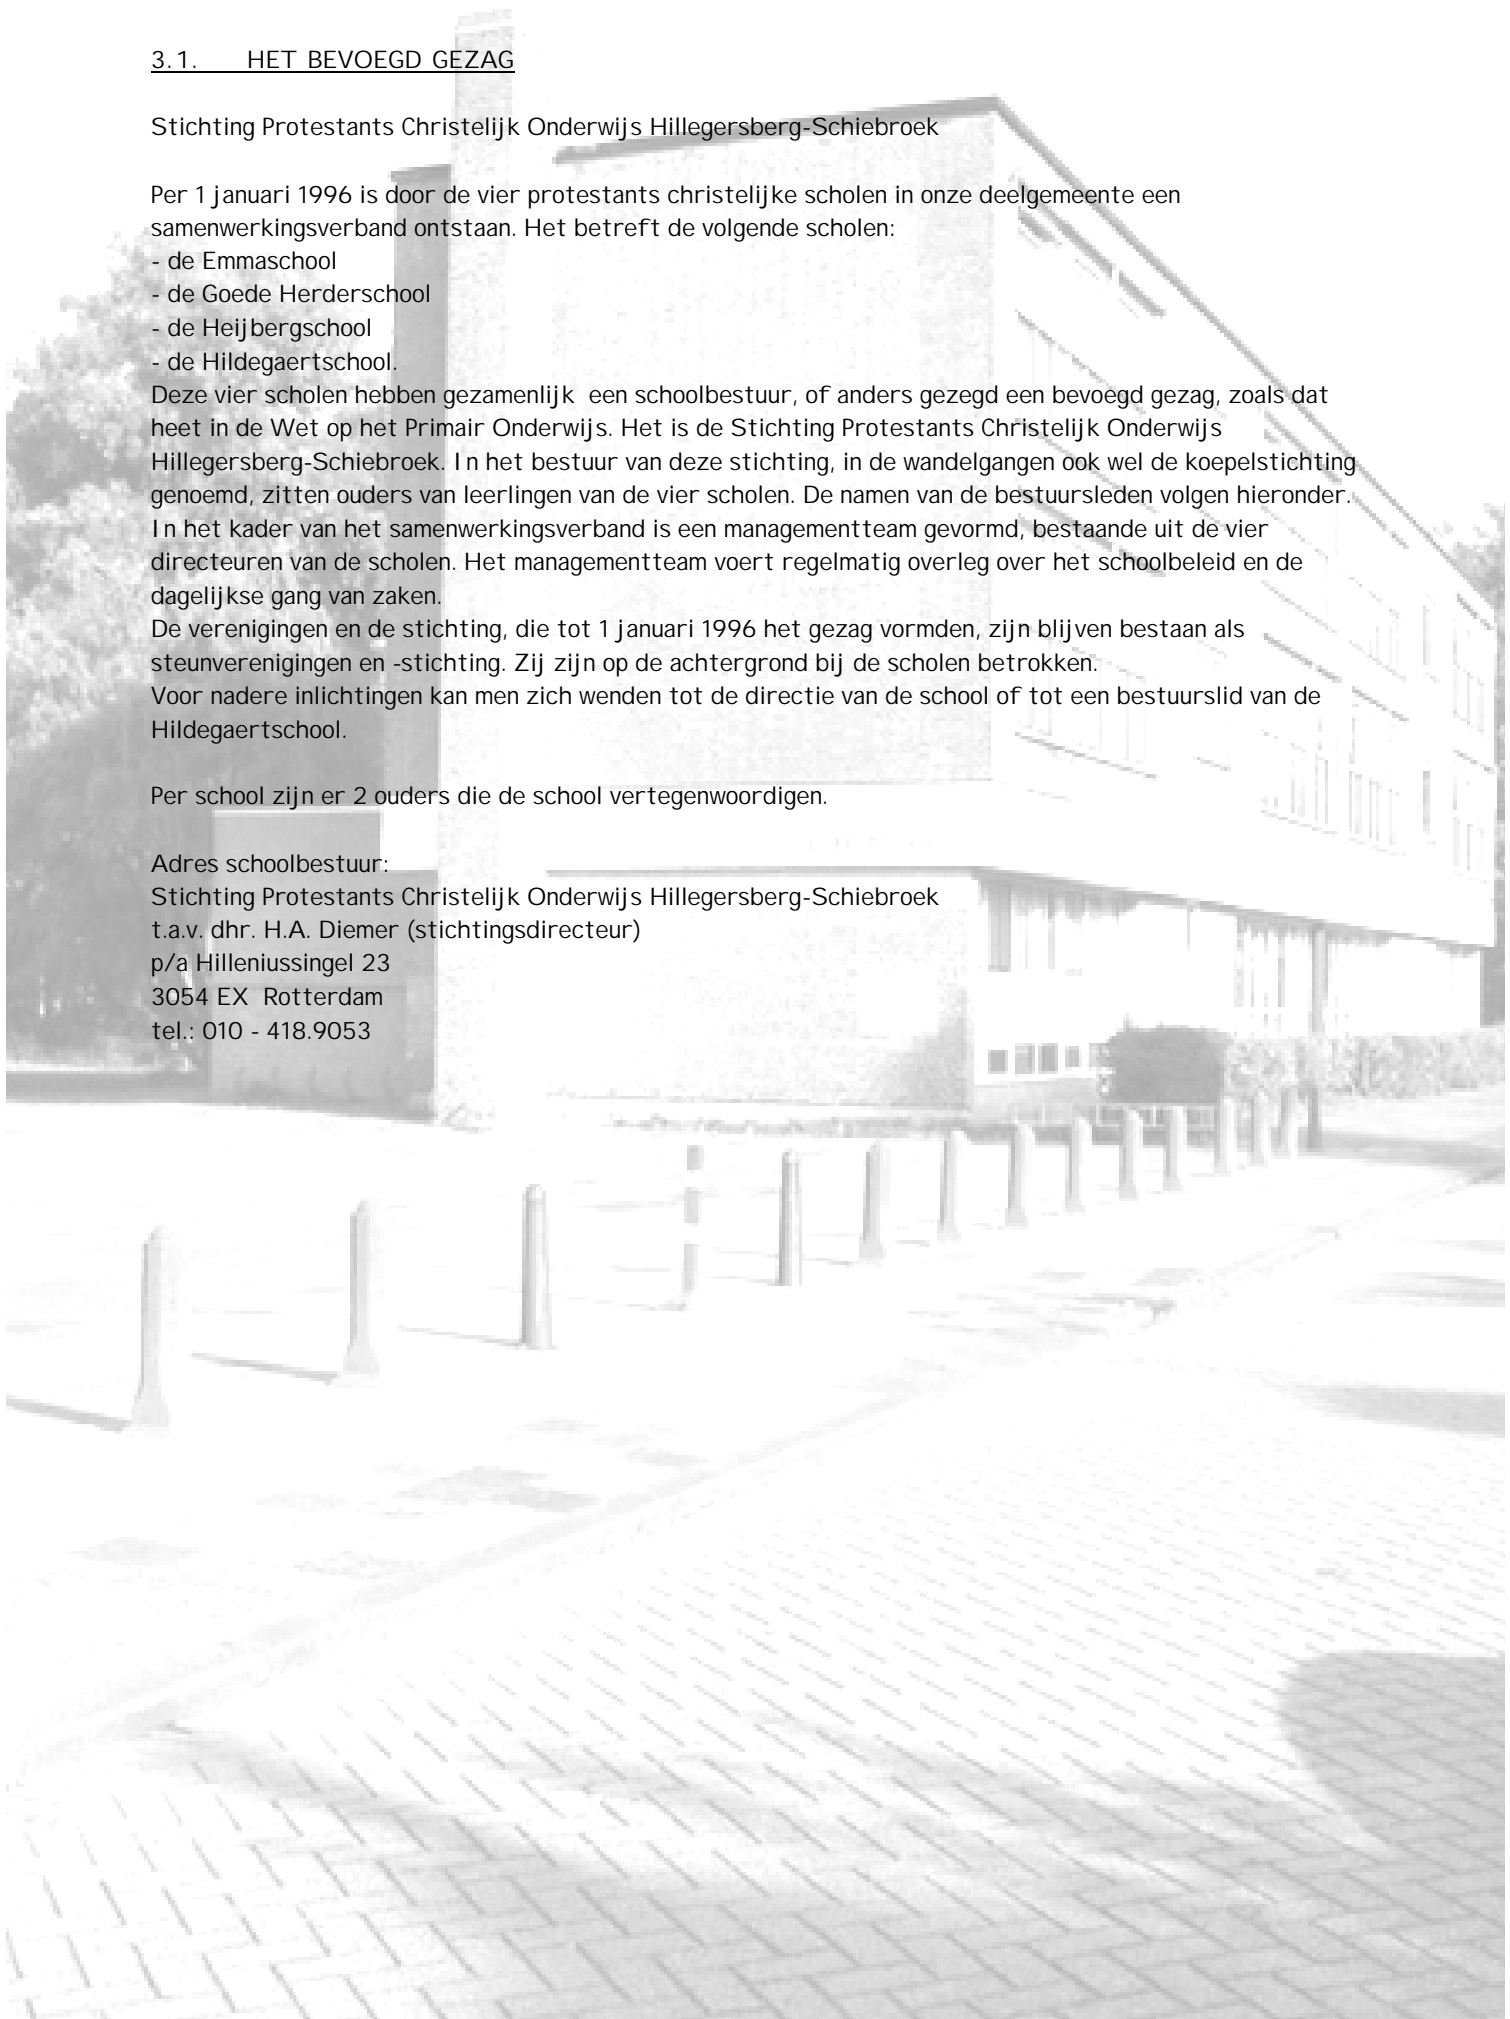 3.1. HET BEVOEGD GEZAG
Stichting Protestants Christelijk Onderwijs Hillegersberg-Schiebroek
Per 1 januari 1996 is door de vier protestants christelijke scholen in onze deelgemeente een
samenwerkingsverband ontstaan. Het betreft de volgende scholen:
- de Emmaschool
- de Goede Herderschool
- de Heijbergschool
- de Hildegaertschool.
Deze vier scholen hebben gezamenlijk een schoolbestuur, of anders gezegd een bevoegd gezag, zoals dat
heet in de Wet op het Primair Onderwijs. Het is de Stichting Protestants Christelijk Onderwijs
Hillegersberg-Schiebroek. In het bestuur van deze stichting, in de wandelgangen ook wel de koepelstichting
genoemd, zitten ouders van leerlingen van de vier scholen. De namen van de bestuursleden volgen hieronder.
In het kader van het samenwerkingsverband is een managementteam gevormd, bestaande uit de vier
directeuren van de scholen. Het managementteam voert regelmatig overleg over het schoolbeleid en de
dagelijkse gang van zaken.
De verenigingen en de stichting, die tot 1 januari 1996 het gezag vormden, zijn blijven bestaan als
steunverenigingen en -stichting. Zij zijn op de achtergrond bij de scholen betrokken.
Voor nadere inlichtingen kan men zich wenden tot de directie van de school of tot een bestuurslid van de
Hildegaertschool.
Per school zijn er 2 ouders die de school vertegenwoordigen.
Adres schoolbestuur:
Stichting Protestants Christelijk Onderwijs Hillegersberg-Schiebroek
t.a.v. dhr. H.A. Diemer (stichtingsdirecteur)
p/a Hilleniussingel 23
3054 EX Rotterdam
tel.: 010 - 418.9053